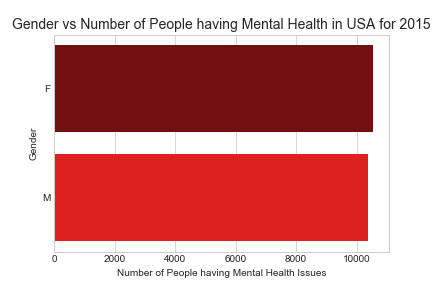 Gender vs Number of People having Mental Health in USA for 2015
F
M
Gender
0 2000 4000 6000 8000 10000
Number of People having Mental Health Issues